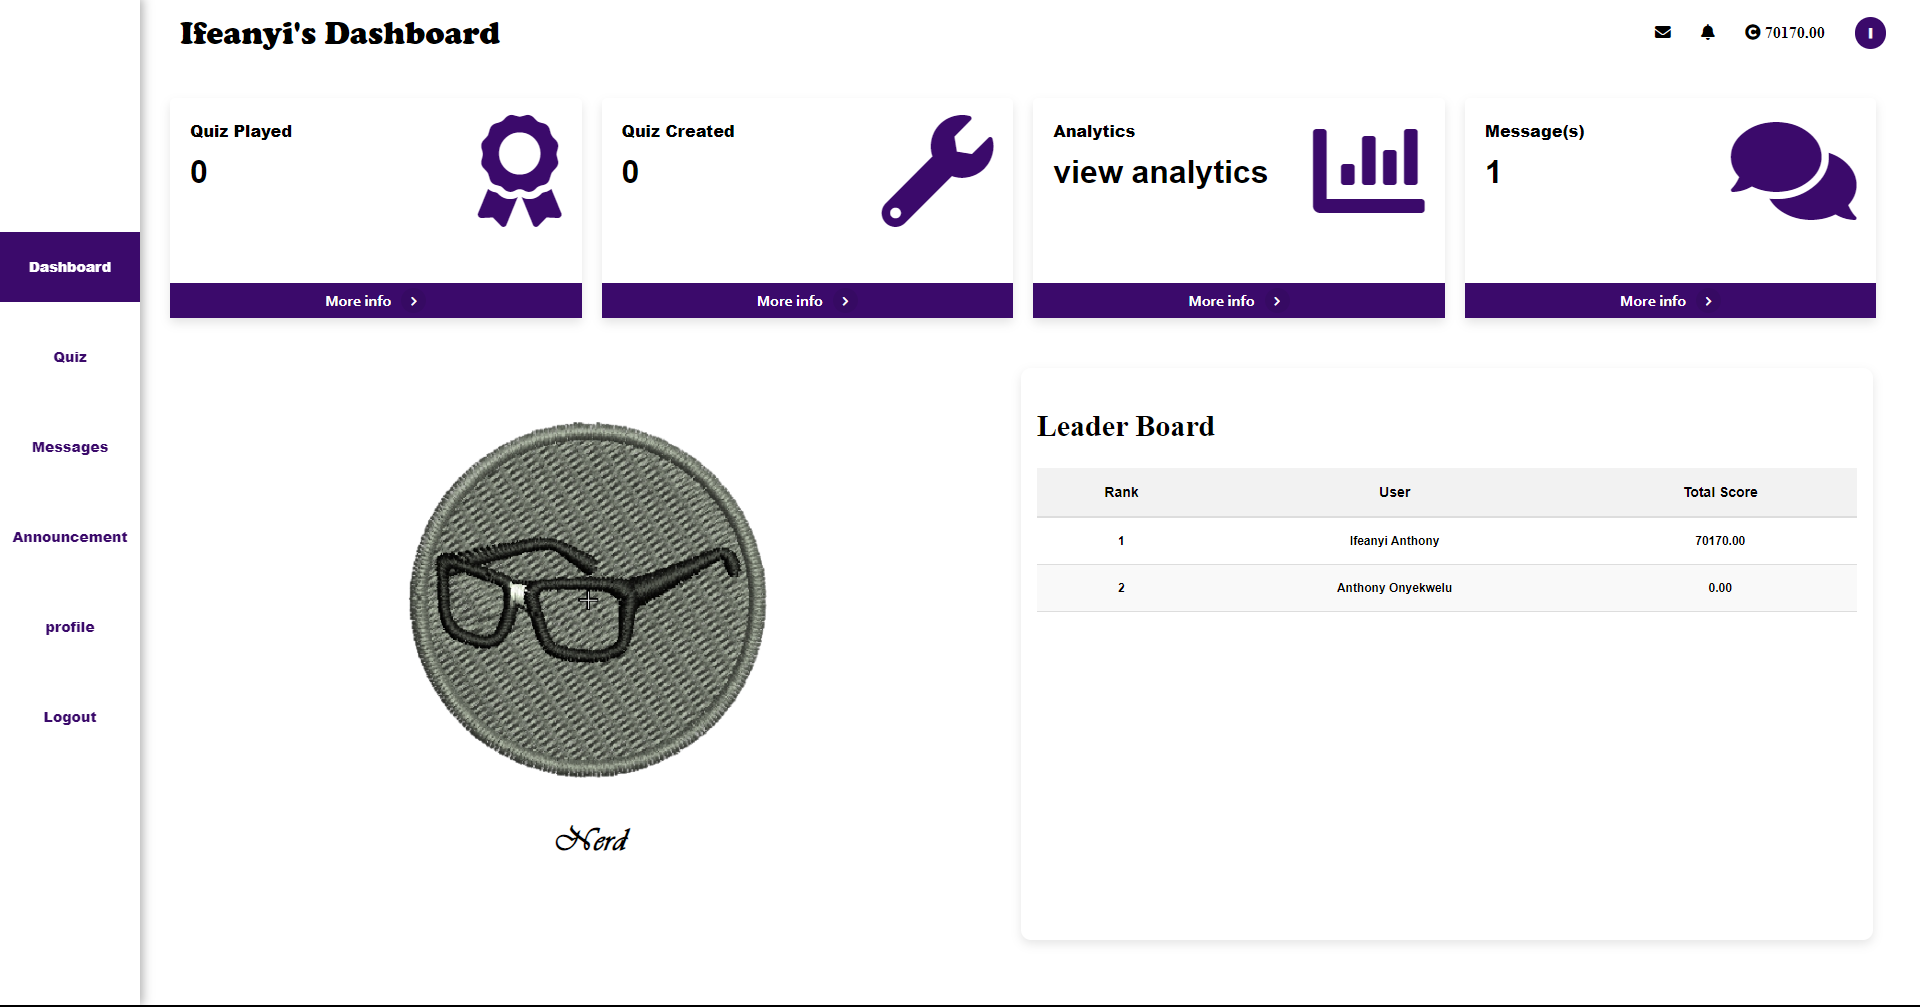 Ifeanyi's Dashboard
70170.00
I
Quiz Played
0
More info
Quiz Created
0
More info
Analytics
view analytics
More info
Message(s)
1
More info
Dashboard
Quiz
Messages
Announcement
profile
Logout
Nerd
Leader Board
Rank User Total Score
1 Ifeanyi Anthony 70170.00
2 Anthony Onyekwelu 0.00